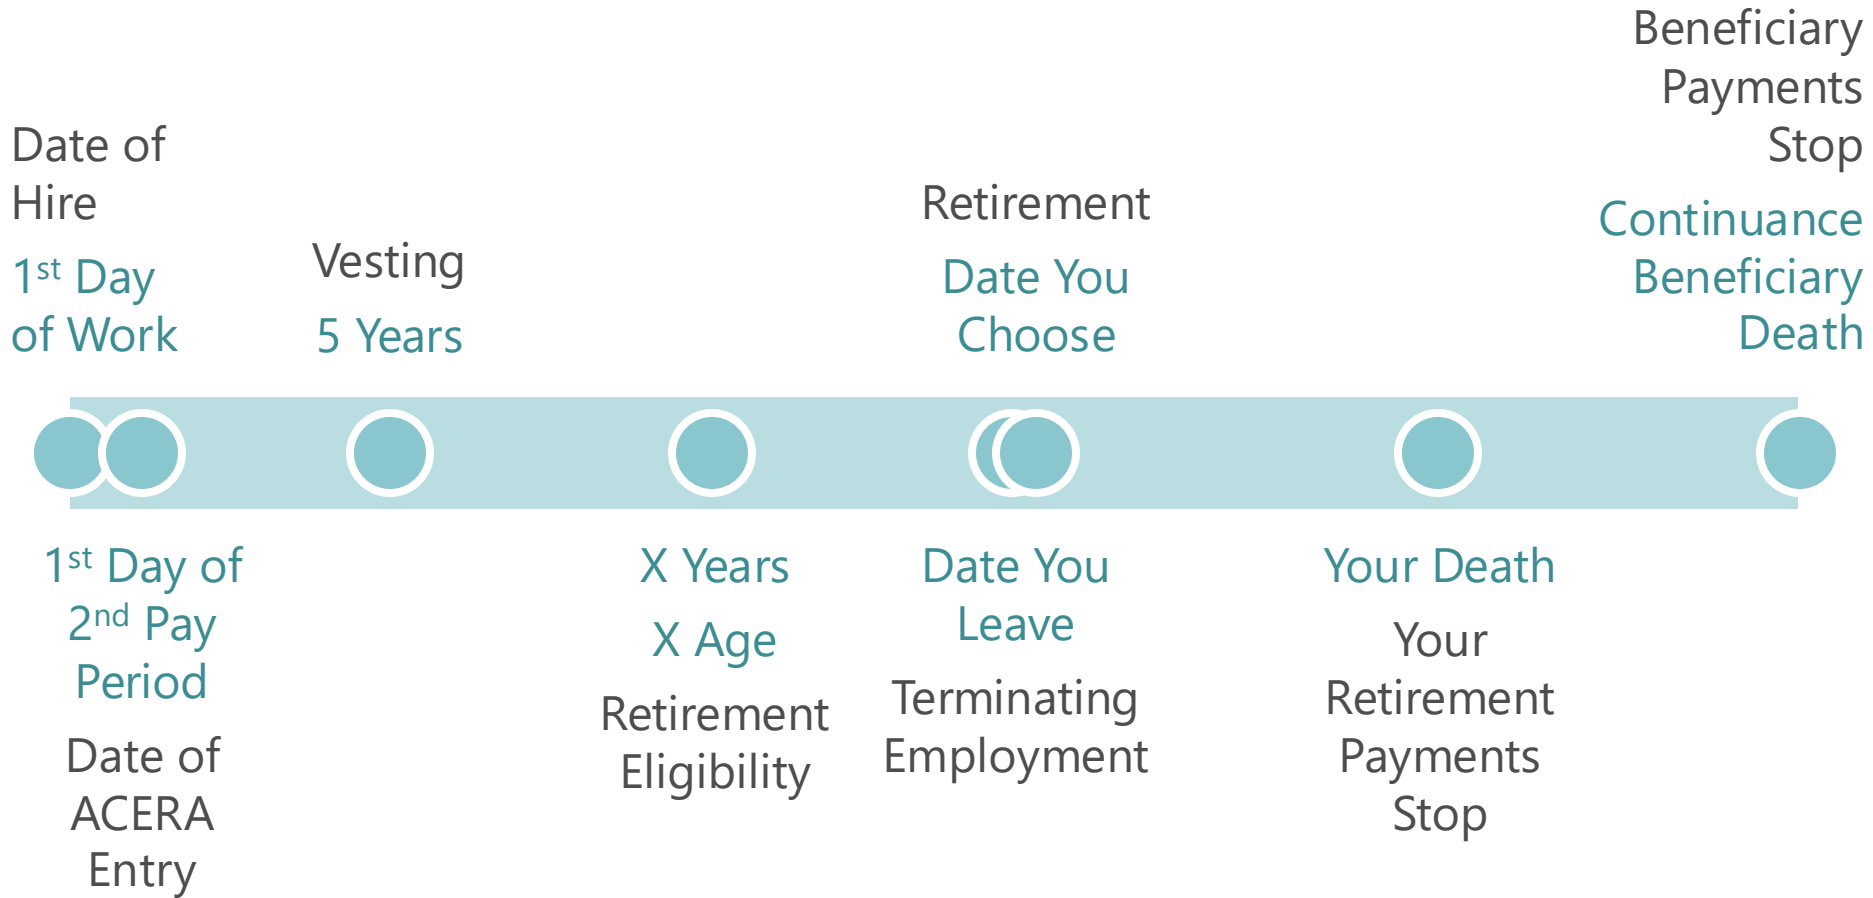 Date of
Hire
1st Day
of Work
1st Day of
2nd Pay
Period
Date of
ACERA
Entry
Vesting
5 Years
X Years
X Age
Retirement
Eligibility
Retirement
Date You
Choose
Date You
Leave
Terminating
Employment
Your Death
Your
Retirement
Payments
Stop
Beneficiary
Payments
Stop
Continuance
Beneficiary
Death